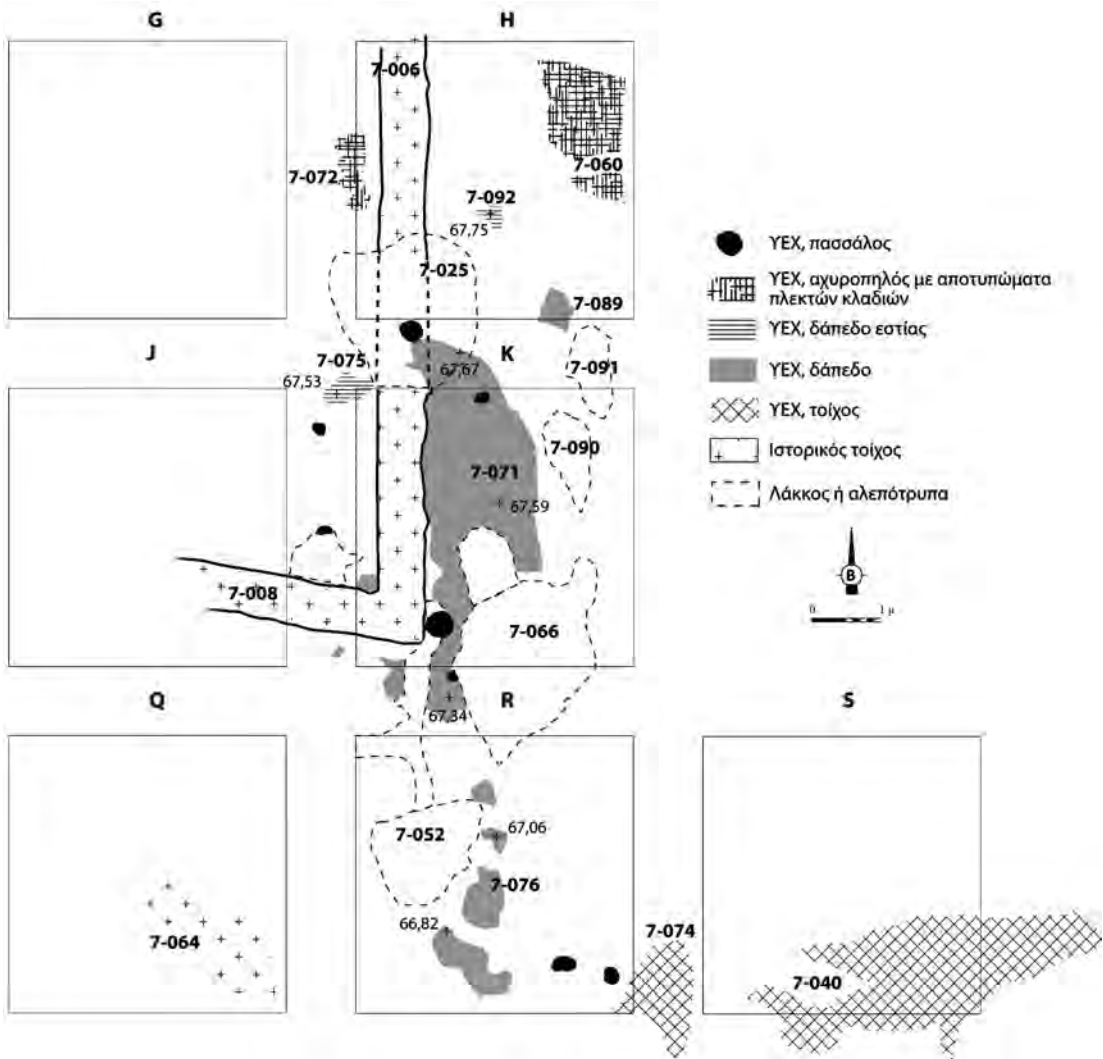 G
H
7-006
7-060
7-072
7-092
67,75
7-025
7-089
J
7-075
K
67,67
67,53
7-091
7-090
7-071
67,59
7-008
7-066
Q
R
67,34
S
7-052
67,06
7-076
66,82
7-064
7-074
7-040
ΥΕΧ, πασσάλος
ΥΕΧ, αχυροπηλός με αποτυπώματα
πλεκτών κλαδιών
ΥΕΧ, δάπεδο εστίας
ΥΕΧ, δάπεδο
ΥΕΧ, τοίχος
Ιστορικός τοίχος
Λάκκος ή αλεπότρυπα
Β
0 1 μ